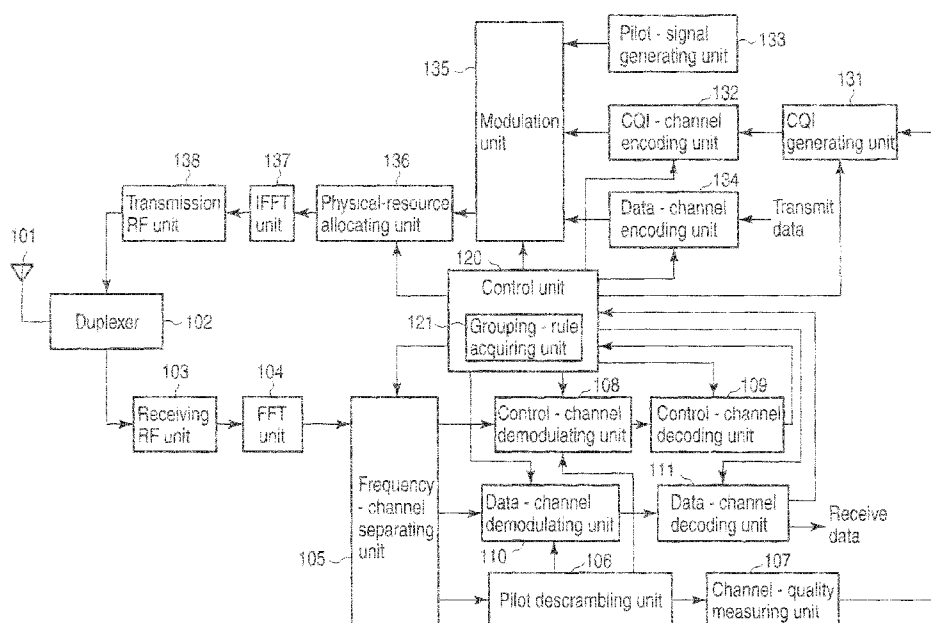 133
Pilot - signal
generating unit
135
Modulation
unit
132
CQI - channel
encoding unit
131
CQI
generating unit
138
Transmission
RF unit
137
IFFT
unit
136
Physical-resource
allocating unit
134
Data - channel
encoding unit
Transmit
data
101
Duplexer
102
120
Control unit
121
Grouping - rule
acquiring unit
103
Receiving
RF unit
104
FFT
unit
108
Control - channel
demodulating unit
109
Control - channel
decoding unit
105
Frequency
- channel
separating
unit
Data - channel
demodulating unit
110
111
Data - channel
decoding unit
Receive
data
106
Pilot descrambling unit
107
Channel - quality
measuring unit